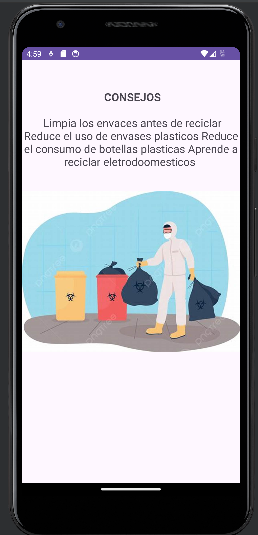 4:59
CONSEJOS
Limpia los envaces antes de reciclar
Reduce el uso de envases plasticos Reduce
el consumo de botellas plasticas Aprende a
reciclar eletrodoomesticos